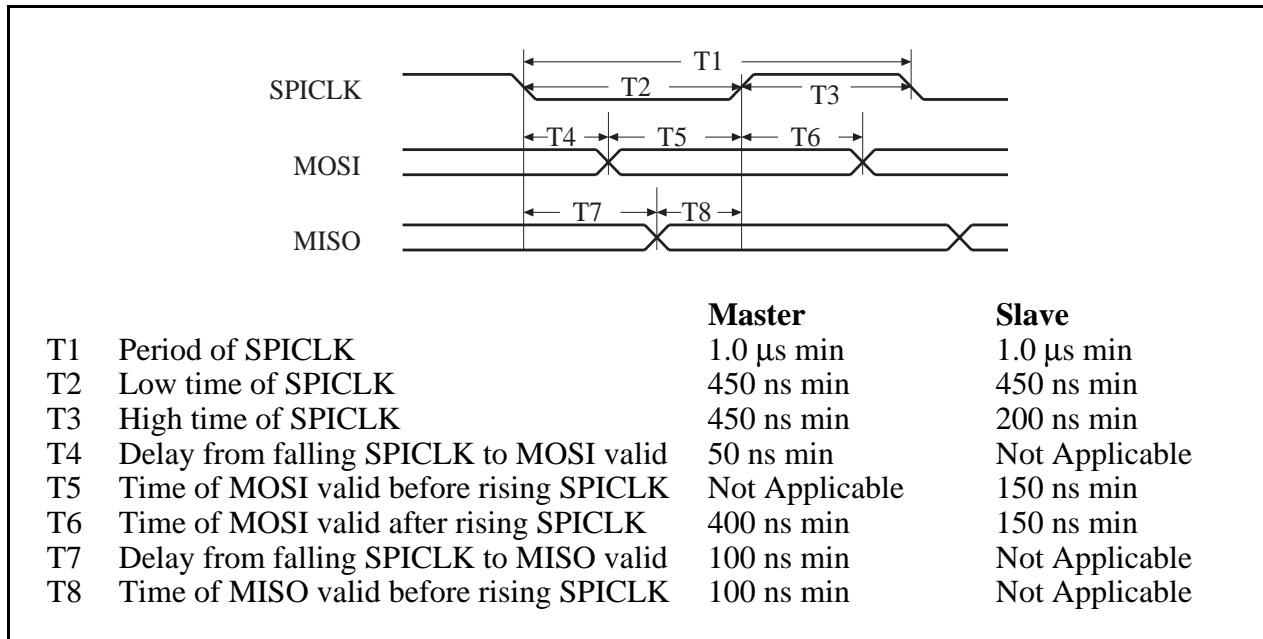 T1
SPICLK T2 T3
T4 T5 T6
MOSI
T7 T8
MISO
Master Slave
T1 Period of SPICLK 1.0 μs min 1.0 μs min
T2 Low time of SPICLK 450 ns min 450 ns min
T3 High time of SPICLK 450 ns min 200 ns min
T4 Delay from falling SPICLK to MOSI valid 50 ns min Not Applicable
T5 Time of MOSI valid before rising SPICLK Not Applicable 150 ns min
T6 Time of MOSI valid after rising SPICLK 400 ns min 150 ns min
T7 Delay from falling SPICLK to MISO valid 100 ns min Not Applicable
T8 Time of MISO valid before rising SPICLK 100 ns min Not Applicable